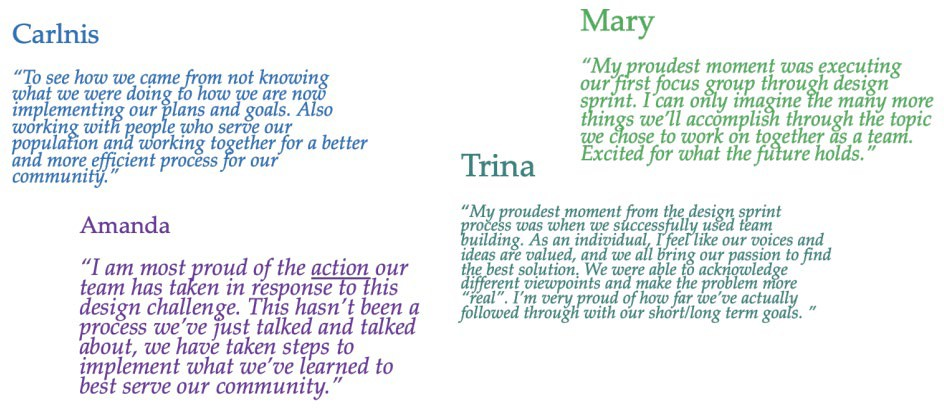 Carlnis
“To see how we came from not knowing
what we were doing to how we are now
implementing our plans and goals. Also
working with people who serve our
population and working together for a better
and more efficient process for our
community.”
Amanda
“I am most proud of the action our
team has taken in response to this
design challenge. This hasn’t been a
process we’ve just talked and talked
about, we have taken steps to
implement what we’ve learned to
best serve our community.”
Mary
“My proudest moment was executing
our first focus group through design
sprint. I can only imagine the many more
things we’ll accomplish through the topic
we chose to work on together as a team.
Excited for what the future holds.”
Trina
“My proudest moment from the design sprint
process was when we successfully used team
building. As an individual, I feel like our voices and
ideas are valued, and we all bring our passion to find
the best solution. We were able to acknowledge
different viewpoints and make the problem more
“real”. I’m very proud of how far we’ve actually
followed through with our short/long term goals. ”